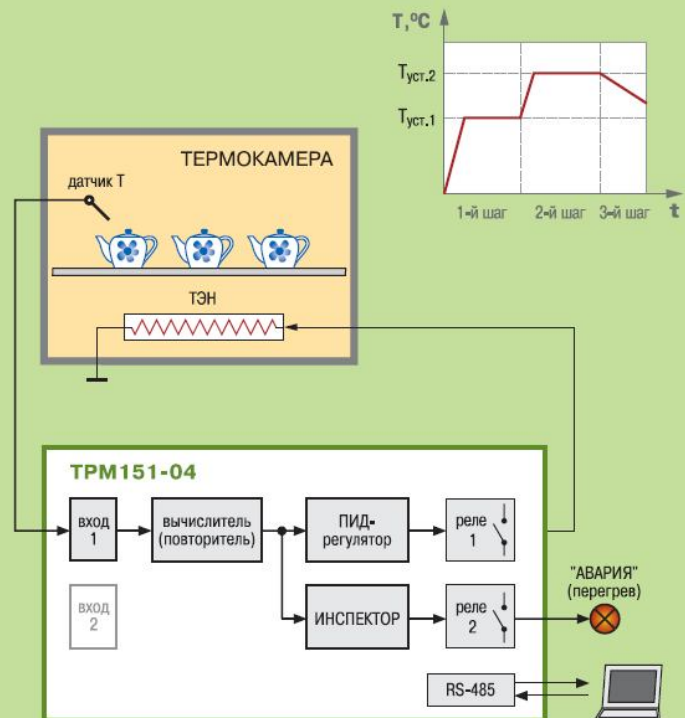 T,ºC
Tуст.2
Tуст.1
1-й шаг 2-й шаг 3-й шаг t
ТЕРМОКАМЕРА
датчик Т
ТЭН
ТРМ151-04
вход
1
вычислитель
(повторитель)
ПИД-
регулятор
реле
1
вход
2
ИНСПЕКТОР
реле
2
"АВАРИЯ"
(перегрев)
RS-485